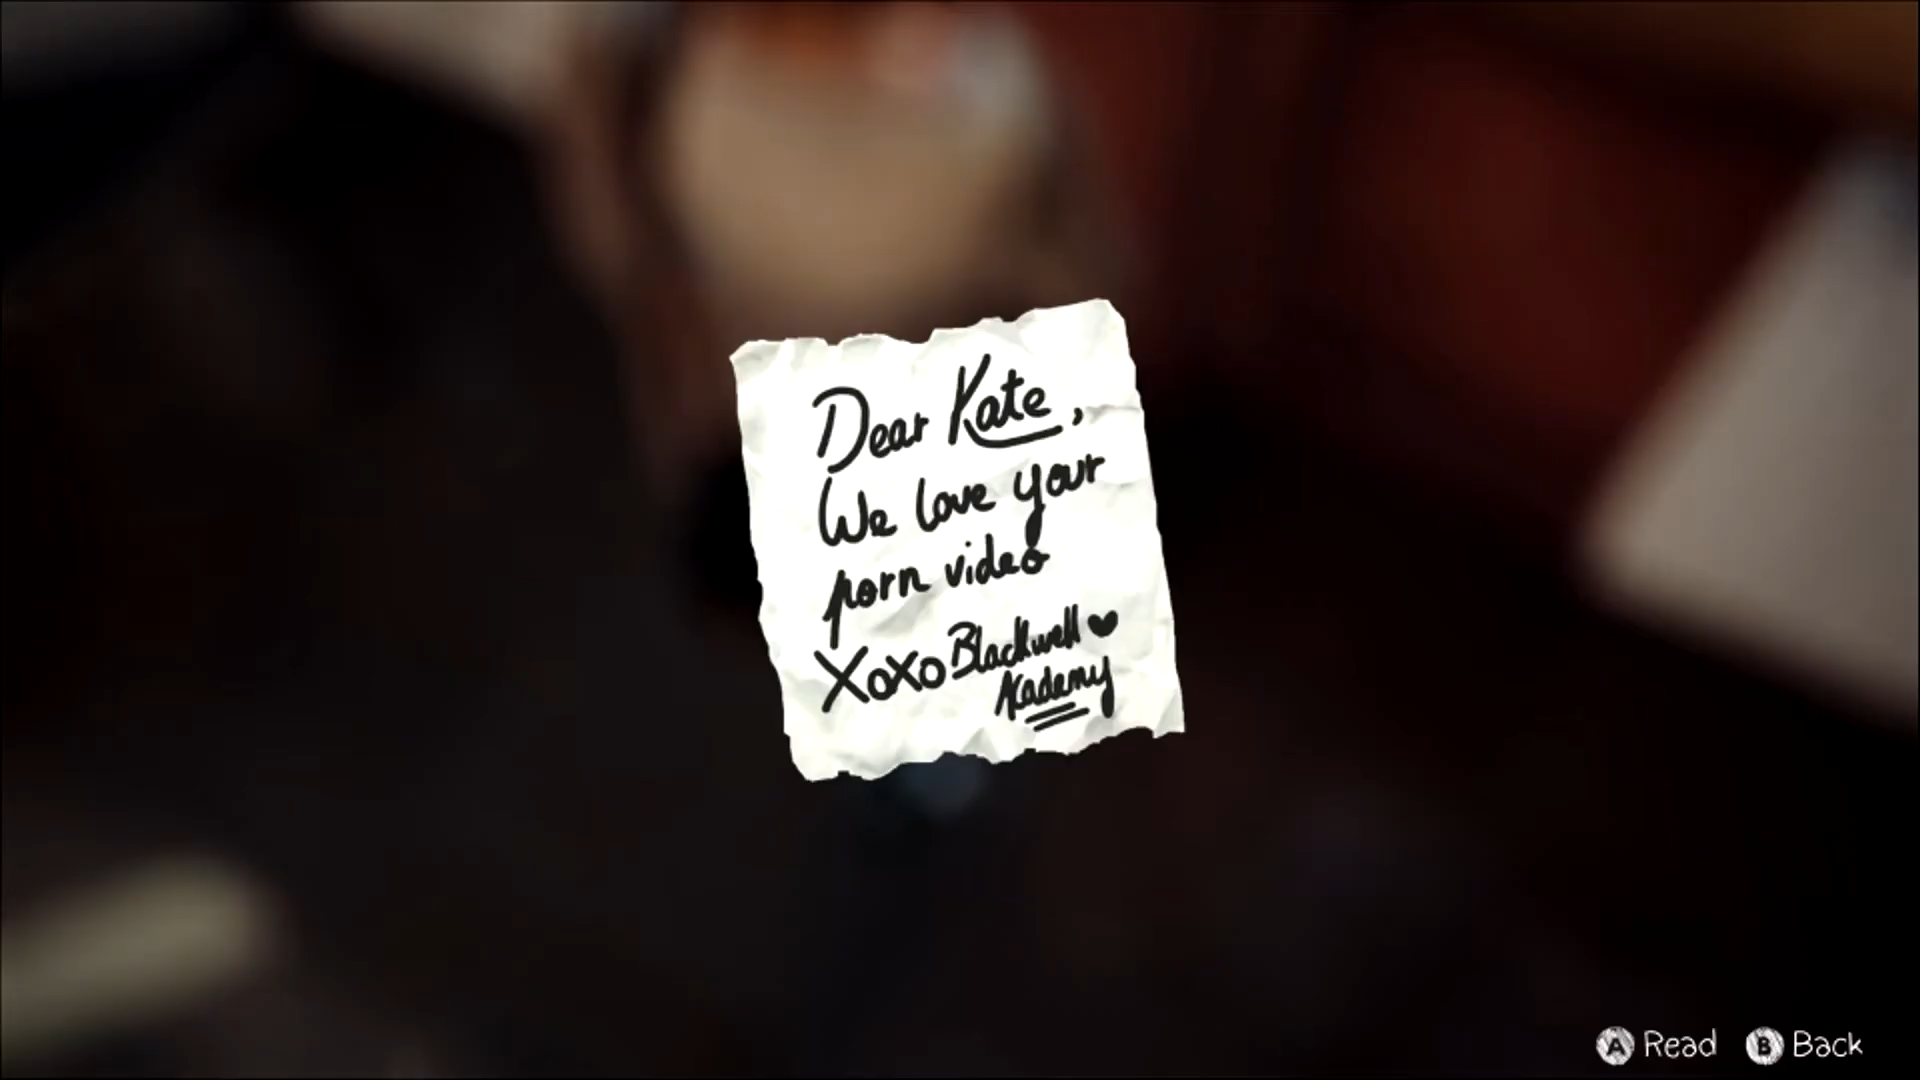 Dear Kate,
We love your
porn video
XoXo Blackwell ♥
Academy
A Read B Back